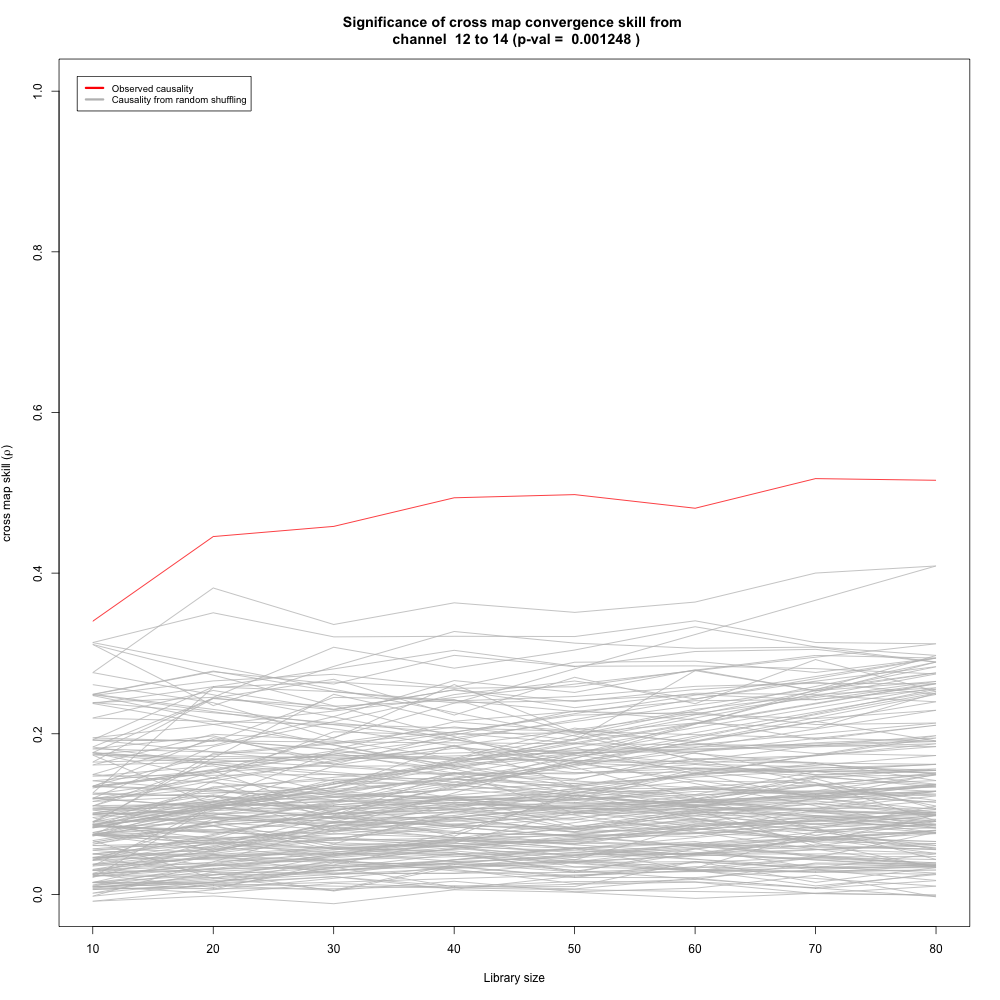 Significance of cross map convergence skill from
channel  12 to 14 (p-val =  0.001248 )
Observed causality
Causality from random shuffling
cross map skill (ρ)
1.0
0.8
0.6
0.4
0.2
0.0
10 20 30 40 50 60 70 80
Library size